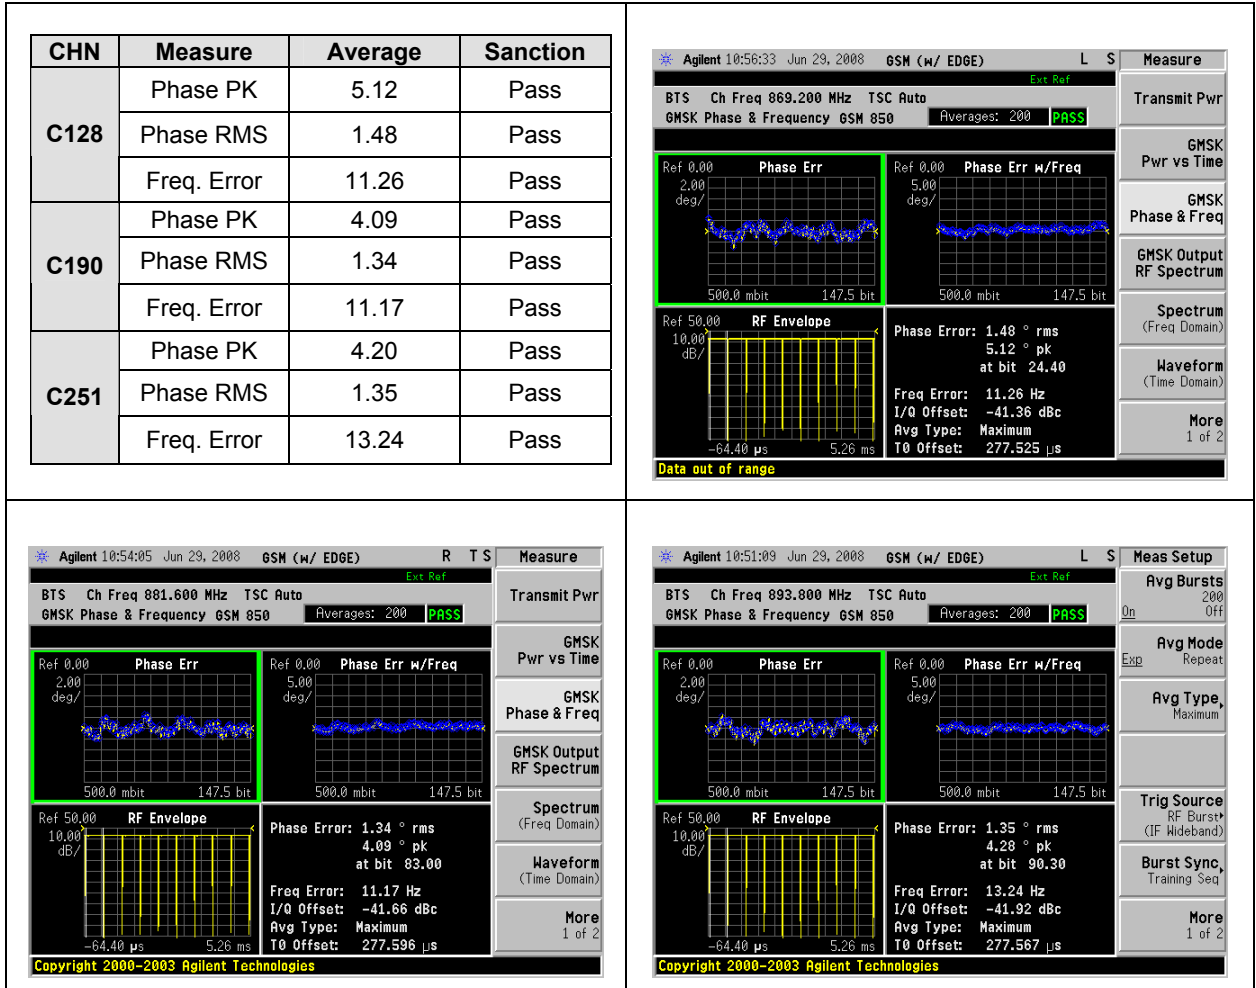 CHN Measure Average Sanction
C128 Phase PK 5.12 Pass
Phase RMS 1.48 Pass
Freq. Error 11.26 Pass
C190 Phase PK 4.09 Pass
Phase RMS 1.34 Pass
Freq. Error 11.17 Pass
C251 Phase PK 4.20 Pass
Phase RMS 1.35 Pass
Freq. Error 13.24 Pass
Agilent 10:56:33 Jun 29, 2008 GSM (w/ EDGE) L S Measure
Ext Ref
BTS Ch Freq 869.200 MHz TSC Auto
GMSK Phase & Frequency GSM 850 Averages: 200 PASS
Ref 0.00 Phase Err
2.00
deg/
500.0 mbit 147.5 bit
Ref 0.00 Phase Err w/Freq
5.00
deg/
500.0 mbit 147.5 bit
Ref 50.00 RF Envelope
10.00
dB/
-64.40 µs 5.26 ms
Phase Error: 1.48 ° rms
5.12 ° pk
at bit 24.40
Freq Error: 11.26 Hz
I/Q Offset: -41.36 dBc
Avg Type: Maximum
T0 Offset: 277.525 µs
Data out of range
Transmit Pwr
GMSK
Pwr vs Time
GMSK
Phase & Freq
GMSK Output
RF Spectrum
Spectrum
(Freq Domain)
Waveform
(Time Domain)
More
1 of 2
Agilent 10:54:05 Jun 29, 2008 GSM (w/ EDGE) R T S Measure
Ext Ref
BTS Ch Freq 881.600 MHz TSC Auto
GMSK Phase & Frequency GSM 850 Averages: 200 PASS
Ref 0.00 Phase Err
2.00
deg/
500.0 mbit 147.5 bit
Ref 0.00 Phase Err w/Freq
5.00
deg/
500.0 mbit 147.5 bit
Ref 50.00 RF Envelope
10.00
dB/
-64.40 µs 5.26 ms
Phase Error: 1.34 ° rms
4.09 ° pk
at bit 83.00
Freq Error: 11.17 Hz
I/Q Offset: -41.66 dBc
Avg Type: Maximum
T0 Offset: 277.596 µs
Copyright 2000-2003 Agilent Technologies
Transmit Pwr
GMSK
Pwr vs Time
GMSK
Phase & Freq
GMSK Output
RF Spectrum
Spectrum
(Freq Domain)
Waveform
(Time Domain)
More
1 of 2
Agilent 10:51:09 Jun 29, 2008 GSM (w/ EDGE) L S Meas Setup
Ext Ref
BTS Ch Freq 893.800 MHz TSC Auto
GMSK Phase & Frequency GSM 850 Averages: 200 PASS
Ref 0.00 Phase Err
2.00
deg/
500.0 mbit 147.5 bit
Ref 0.00 Phase Err w/Freq
5.00
deg/
500.0 mbit 147.5 bit
Ref 50.00 RF Envelope
10.00
dB/
-64.40 µs 5.26 ms
Phase Error: 1.35 ° rms
4.28 ° pk
at bit 90.30
Freq Error: 13.24 Hz
I/Q Offset: -41.92 dBc
Avg Type: Maximum
T0 Offset: 277.567 µs
Copyright 2000-2003 Agilent Technologies
Avg Bursts
200
On Off
Avg Mode
Exp Repeat
Avg Type
Maximum
Trig Source
RF Burst
(IF Wideband)
Burst Sync
Training Seq
More
1 of 2